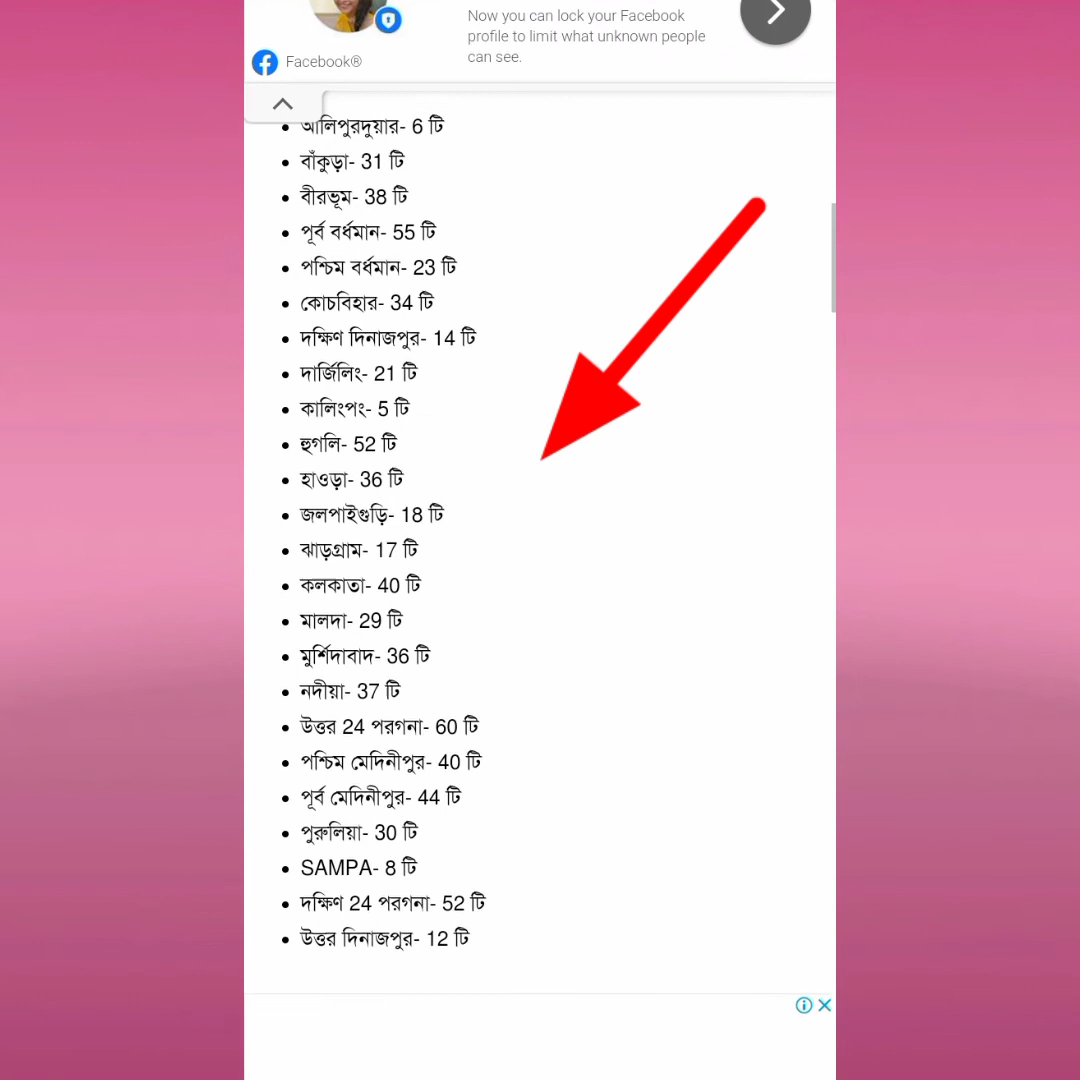 Now you can lock your Facebook
profile to limit what unknown people
can see.
Facebook®
আলিপুরদুয়ার- 6 টি
বাঁকুড়া- 31 টি
বীরভূম- 38 টি
পূর্ব বর্ধমান- 55 টি
পশ্চিম বর্ধমান- 23 টি
কোচবিহার- 34 টি
দক্ষিণ দিনাজপুর- 14 টি
দার্জিলিং- 21 টি
কালিংপং- 5 টি
হুগলি- 52 টি
হাওড়া- 36 টি
জলপাইগুড়ি- 18 টি
ঝাড়গ্রাম- 17 টি
কলকাতা- 40 টি
মালদা- 29 টি
মুর্শিদাবাদ- 36 টি
নদীয়া- 37 টি
উত্তর 24 পরগনা- 60 টি
পশ্চিম মেদিনীপুর- 40 টি
পূর্ব মেদিনীপুর- 44 টি
পুরুলিয়া- 30 টি
SAMPA- 8 টি
দক্ষিণ 24 পরগনা- 52 টি
উত্তর দিনাজপুর- 12 টি